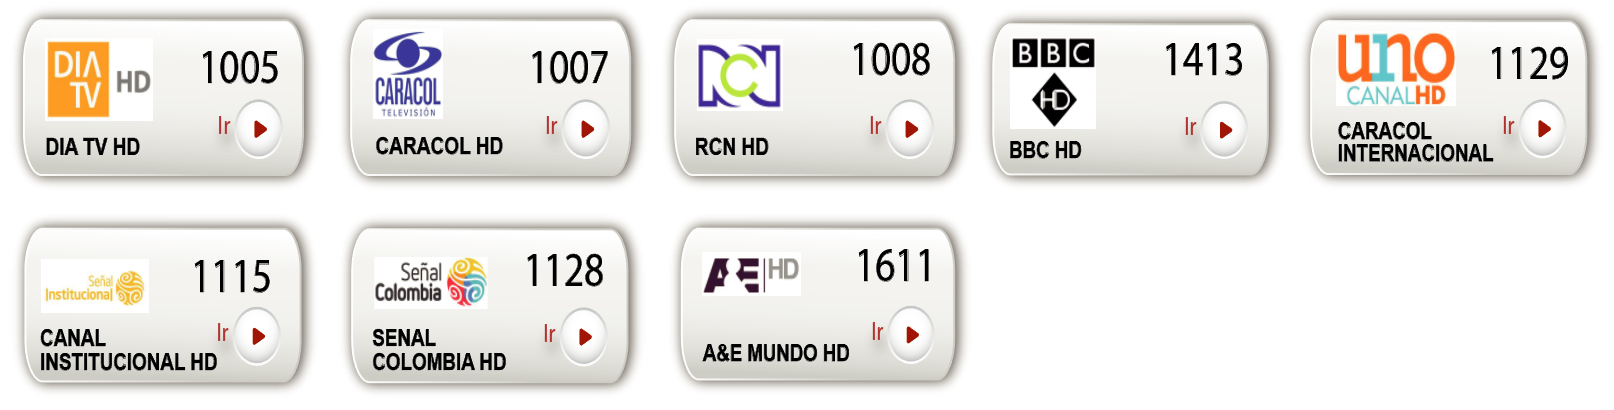 DIA TV HD
1005
Ir
DIA TV HD
CARACOL
TELEVISIÓN
1007
Ir
CARACOL HD
RCN
1008
Ir
RCN HD
BBC
HD
1413
Ir
BBC HD
uno
CANALHD
1129
Ir
CARACOL
INTERNACIONAL
Señal
Institucional
1115
Ir
CANAL
INSTITUCIONAL HD
Señal
Colombia
1128
Ir
SENAL
COLOMBIA HD
A&E HD
1611
Ir
A&E MUNDO HD